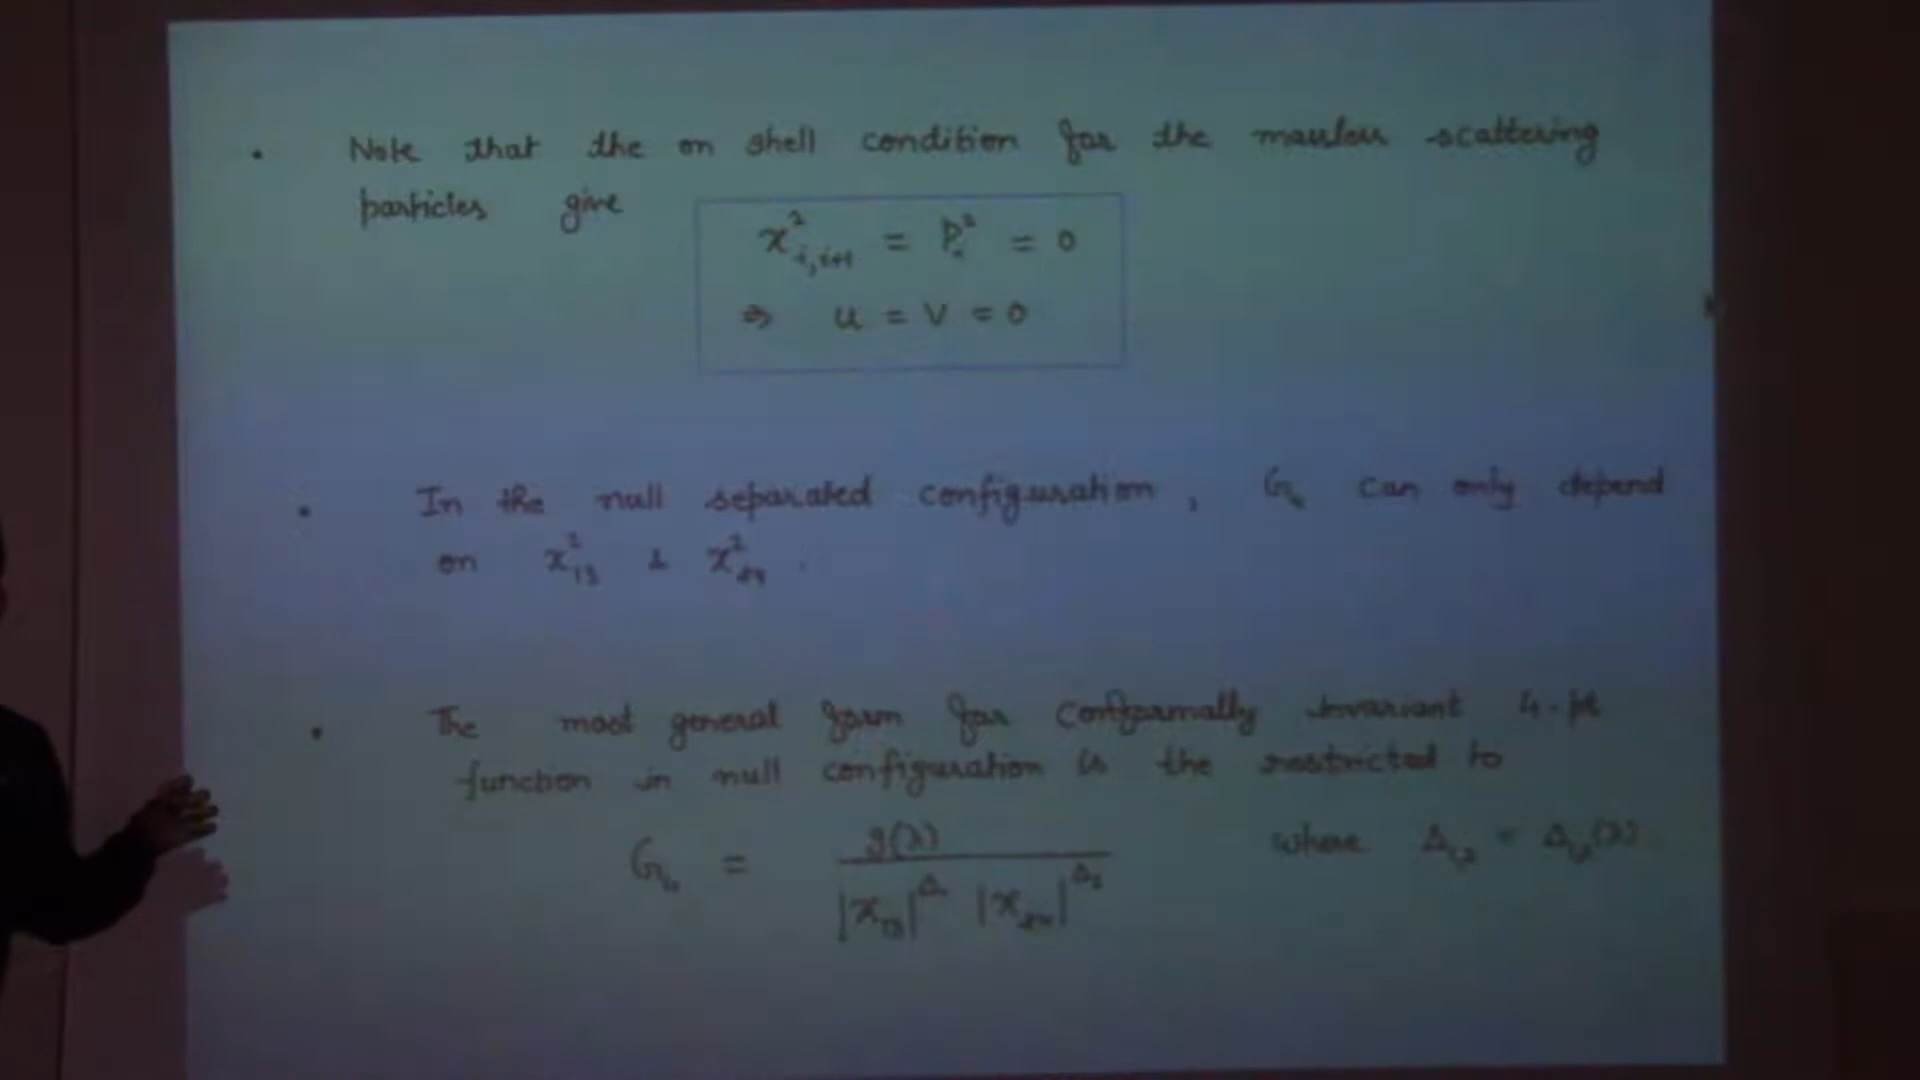 • Note that the on shell condition for the massless scattering
particles give
x²_{i,i+1} = P_i² = 0
⇒ u = v = 0
• In the null separated configuration, G₄ can only depend
on x²₁₃ & x²₂₄.
• The most general form for conformally invariant 4-pt
function in null configuration is the restricted to
G₄ = g(λ) / |x₁₃|^{Δ₁} |x₂₄|^{Δ₂} where Δ₁,₂ = Δ₁,₂(λ)